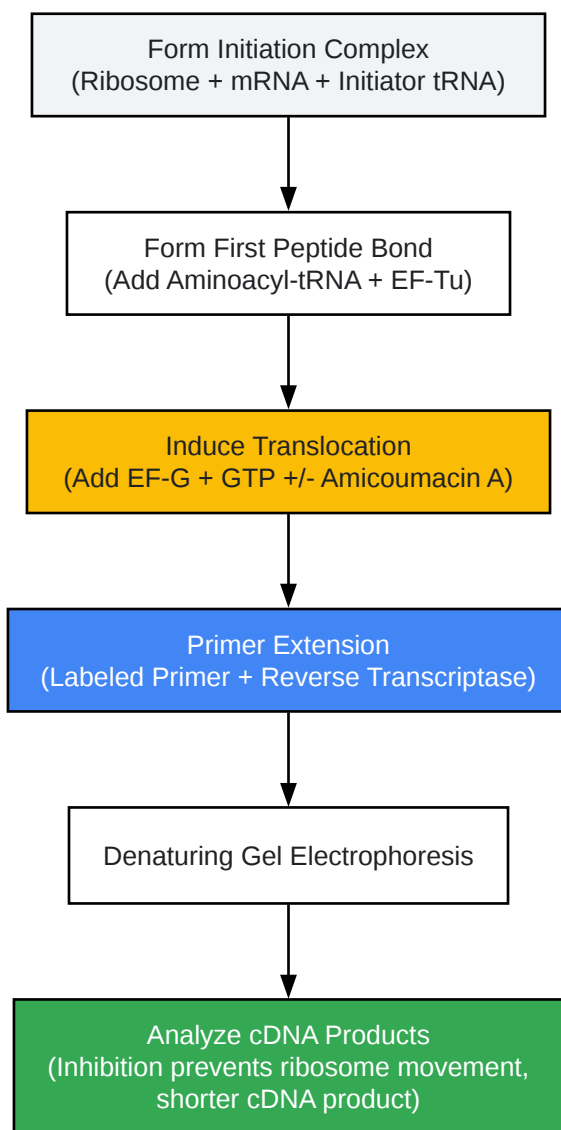 Form Initiation Complex
(Ribosome + mRNA + Initiator tRNA)
Form First Peptide Bond
(Add Aminoacyl-tRNA + EF-Tu)
Induce Translocation
(Add EF-G + GTP +/- Amicoumacin A)
Primer Extension
(Labeled Primer + Reverse Transcriptase)
Denaturing Gel Electrophoresis
Analyze cDNA Products
(Inhibition prevents ribosome movement,
shorter cDNA product)